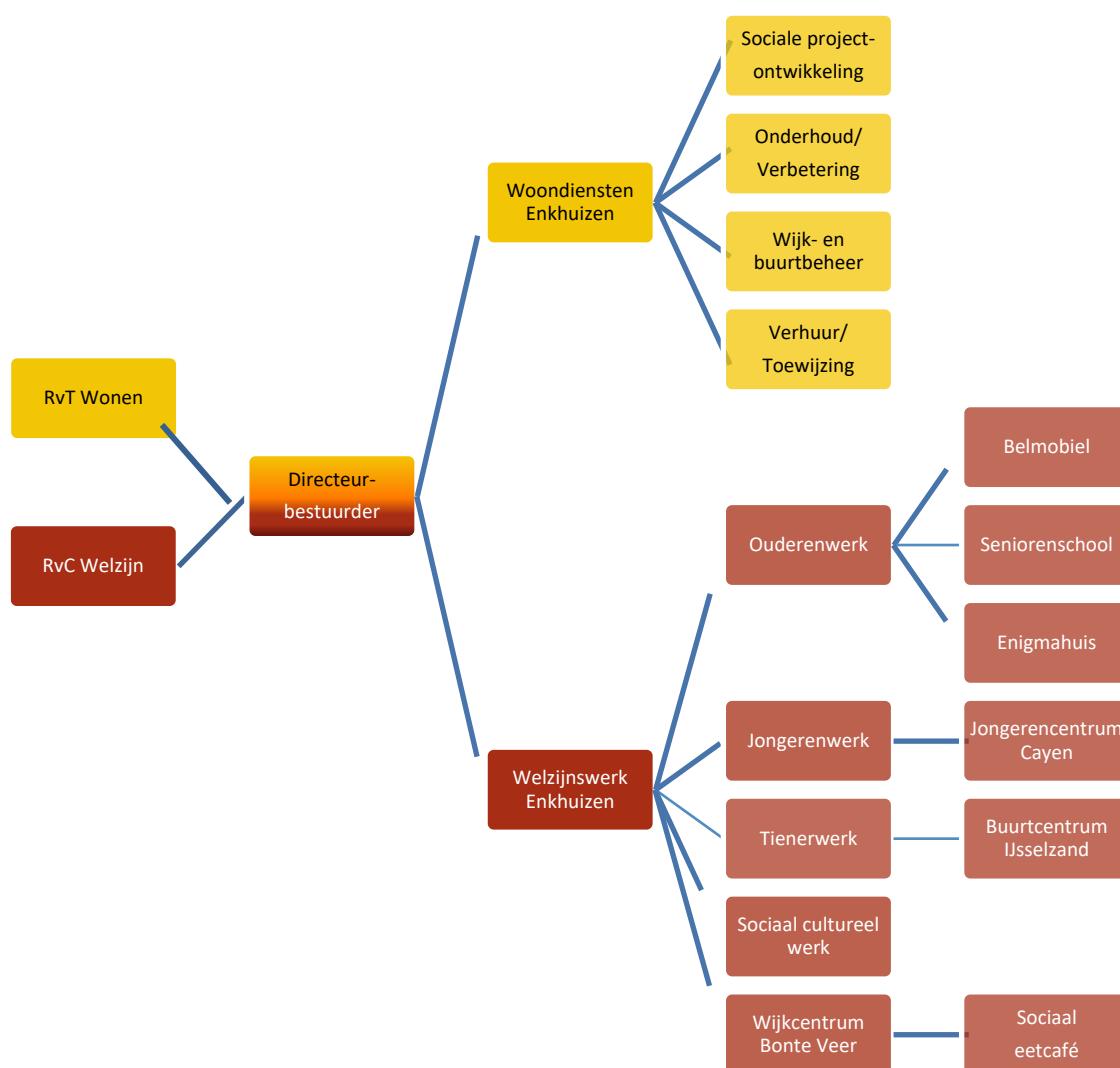 Sociale project-
ontwikkeling
Onderhoud/
Verbetering
Woondiensten
Enkhuizen
Wijk- en
buurtbeheer
Verhuur/
Toewijzing
RvT Wonen
Directeur-
bestuurder
RvC Welzijn
Belmobiel
Ouderenwerk
Seniorenschool
Enigmahuis
Welzijnswerk
Enkhuizen
Jongerenwerk
Jongerencentrum
Cayen
Tienerwerk
Buurtcentrum
IJsselzand
Sociaal cultureel
werk
Wijkcentrum
Bonte Veer
Sociaal
eetcafé